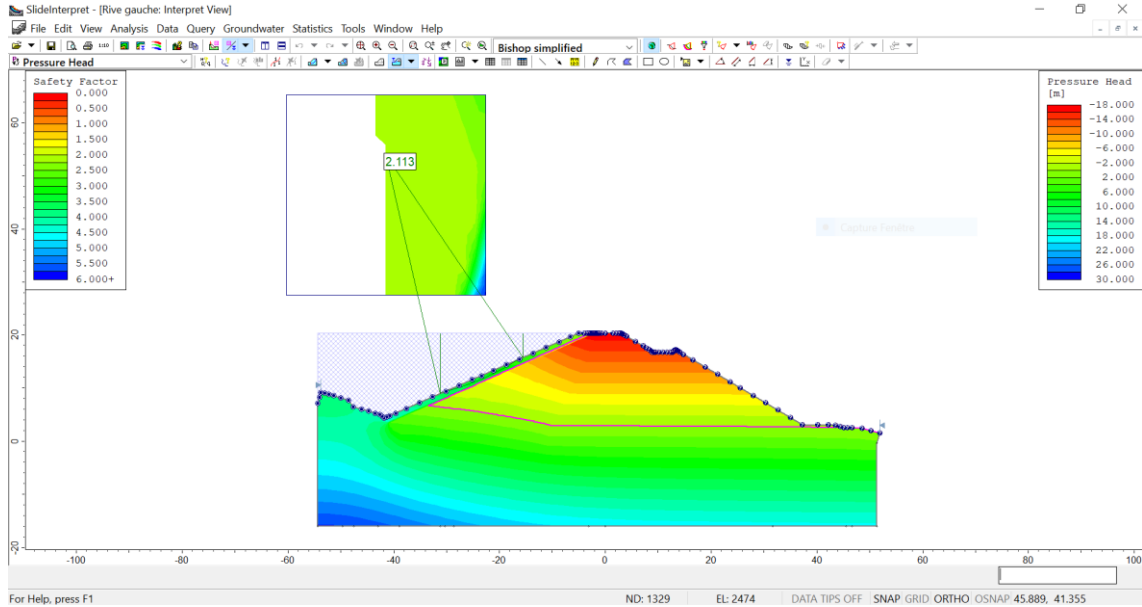 SlideInterpret - [Rive gauche: Interpret View]
File Edit View Analysis Data Query Groundwater Statistics Tools Window Help
Bishop simplified
Pressure Head
Safety Factor
0.000
0.500
1.000
1.500
2.000
2.500
3.000
3.500
4.000
4.500
5.000
5.500
6.000+
Pressure Head
[m]
-18.000
-14.000
-10.000
-6.000
-2.000
2.000
6.000
10.000
14.000
18.000
22.000
26.000
30.000
2.113
Capture Fenêtre
60
40
20
0
-20
-100 -80 -60 -40 -20 0 20 40 60 80 100
For Help, press F1
ND: 1329 EL: 2474 DATA TIPS OFF SNAP GRID ORTHO OSNAP 45.889, 41.355